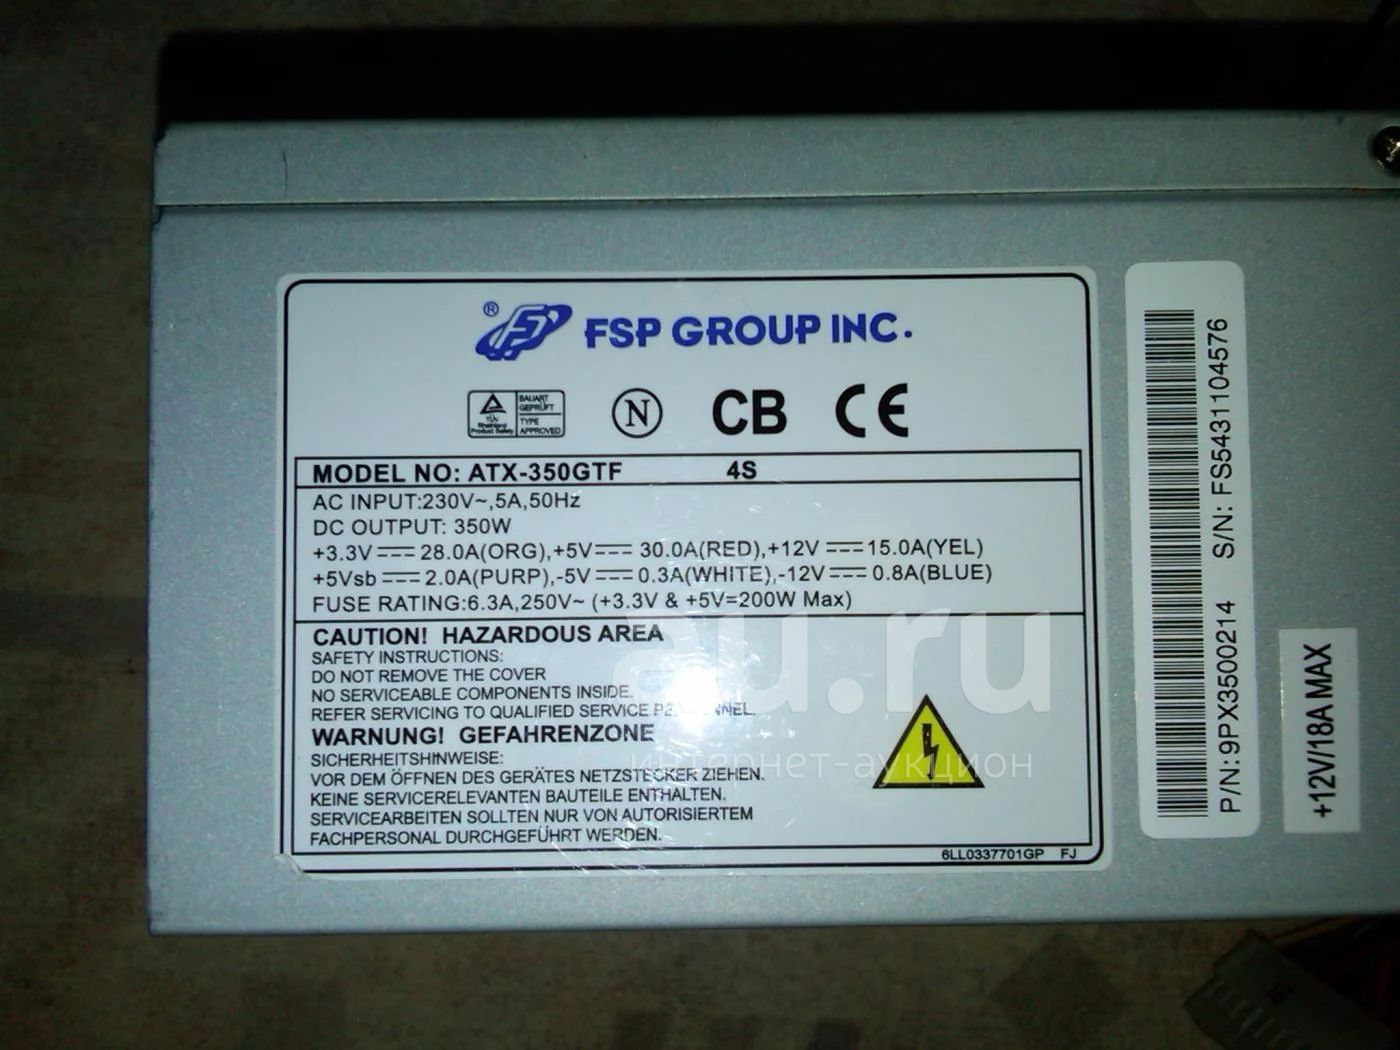 ® FSP GROUP INC.
TÜV Rheinland Product Safety BAUART GEPRÜFT TYPE APPROVED
N CB CE
MODEL NO: ATX-350GTF 4S
AC INPUT:230V~,5A,50Hz
DC OUTPUT: 350W
+3.3V⎓28.0A(ORG),+5V⎓ 30.0A(RED),+12V⎓15.0A(YEL)
+5Vsb⎓2.0A(PURP),-5V⎓0.3A(WHITE),-12V⎓0.8A(BLUE)
FUSE RATING:6.3A,250V~ (+3.3V & +5V=200W Max)
CAUTION! HAZARDOUS AREA
SAFETY INSTRUCTIONS:
DO NOT REMOVE THE COVER
NO SERVICEABLE COMPONENTS INSIDE.
REFER SERVICING TO QUALIFIED SERVICE
WARNUNG! GEFAHRENZONE
SICHERHEITSHINWEISE:
VOR DEM ÖFFNEN DES GERÄTES NETZSTECKER ZIEHEN.
KEINE SERVICERELEVANTEN BAUTEILE ENTHALTEN.
SERVICEARBEITEN SOLLTEN NUR VON AUTORISIERTEM
FACHPERSONAL DURCHGEFÜHRT WERDEN.
6LL0337701GP FJ
P/N:9PX3500214 S/N: FS5431104576
+12V/18A MAX
au.ru
интернет-аукцион